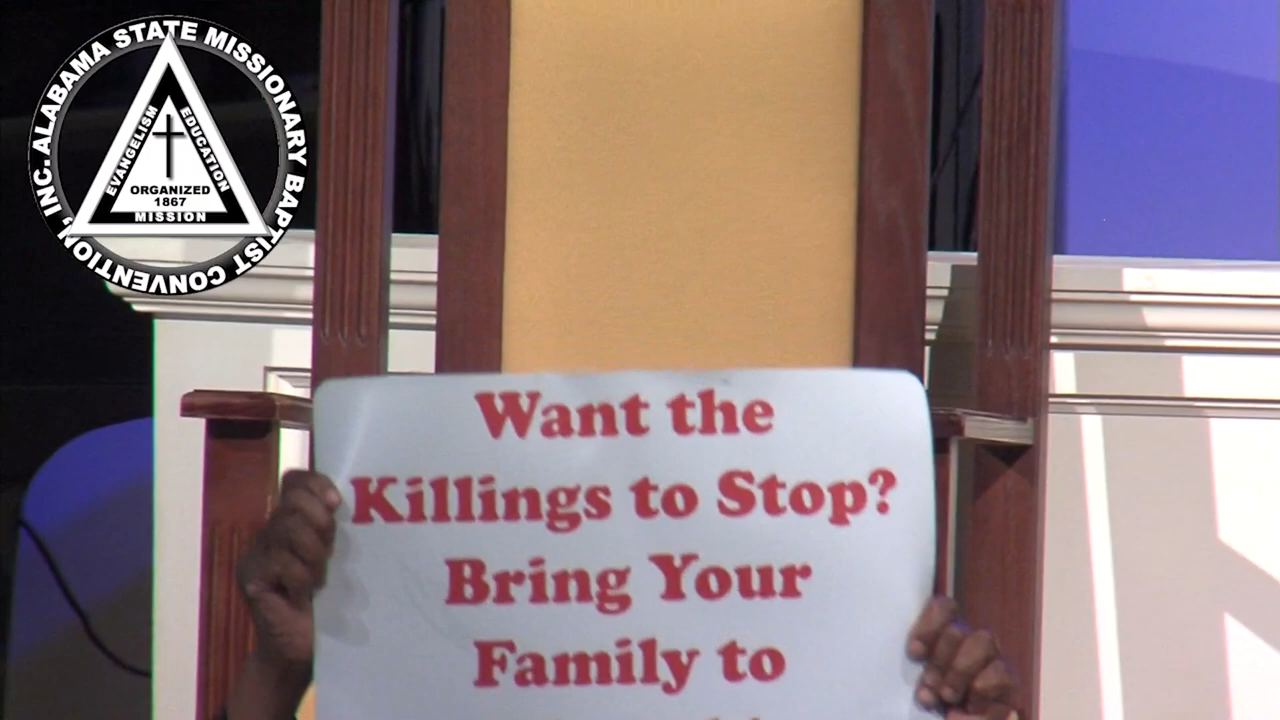 ALABAMA STATE MISSIONARY BAPTIST CONVENTION, INC.
EVANGELISM
EDUCATION
ORGANIZED
1867
MISSION
Want the
Killings to Stop?
Bring Your
Family to